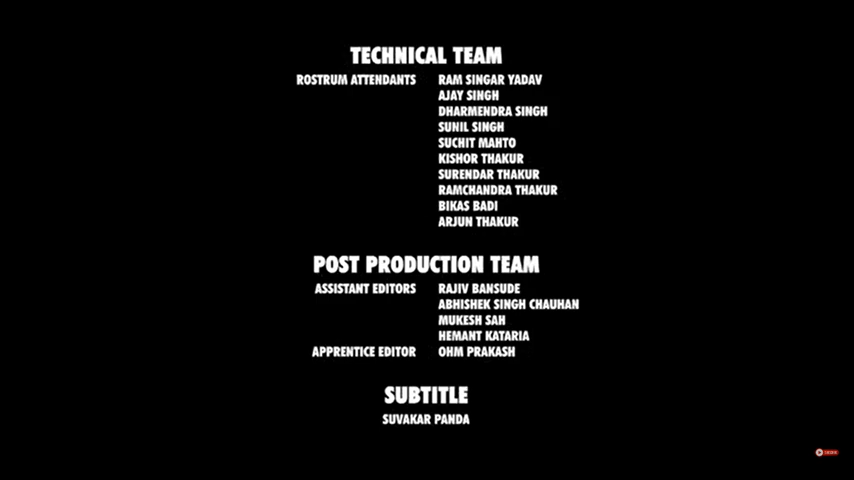 TECHNICAL TEAM
ROSTRUM ATTENDANTS RAM SINGAR YADAV
AJAY SINGH
DHARMENDRA SINGH
SUNIL SINGH
SUCHIT MAHTO
KISHOR THAKUR
SURENDAR THAKUR
RAMCHANDRA THAKUR
BIKAS BADI
ARJUN THAKUR
POST PRODUCTION TEAM
ASSISTANT EDITORS RAJIV BANSUDE
ABHISHEK SINGH CHAUHAN
MUKESH SAH
HEMANT KATARIA
APPRENTICE EDITOR OHM PRAKASH
SUBTITLE
SUVAKAR PANDA